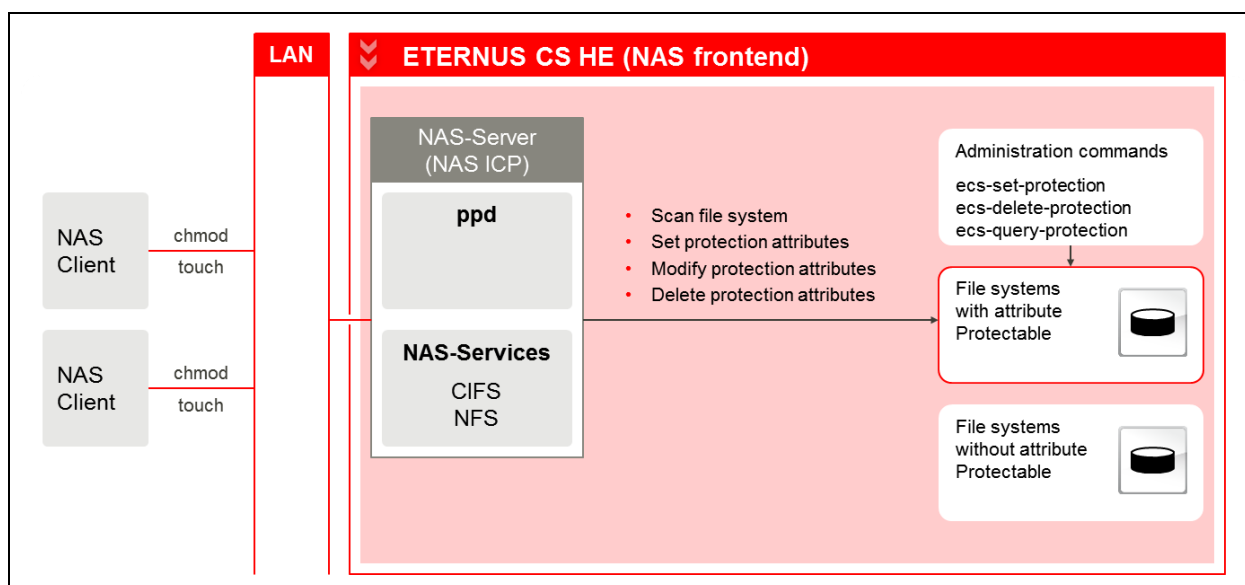 LAN
ETERNUS CS HE (NAS frontend)
NAS-Server
(NAS ICP)
ppd
NAS-Services
CIFS
NFS
NAS
Client
chmod
touch
NAS
Client
chmod
touch
• Scan file system
• Set protection attributes
• Modify protection attributes
• Delete protection attributes
Administration commands
ecs-set-protection
ecs-delete-protection
ecs-query-protection
File systems
with attribute
Protectable
File systems
without attribute
Protectable